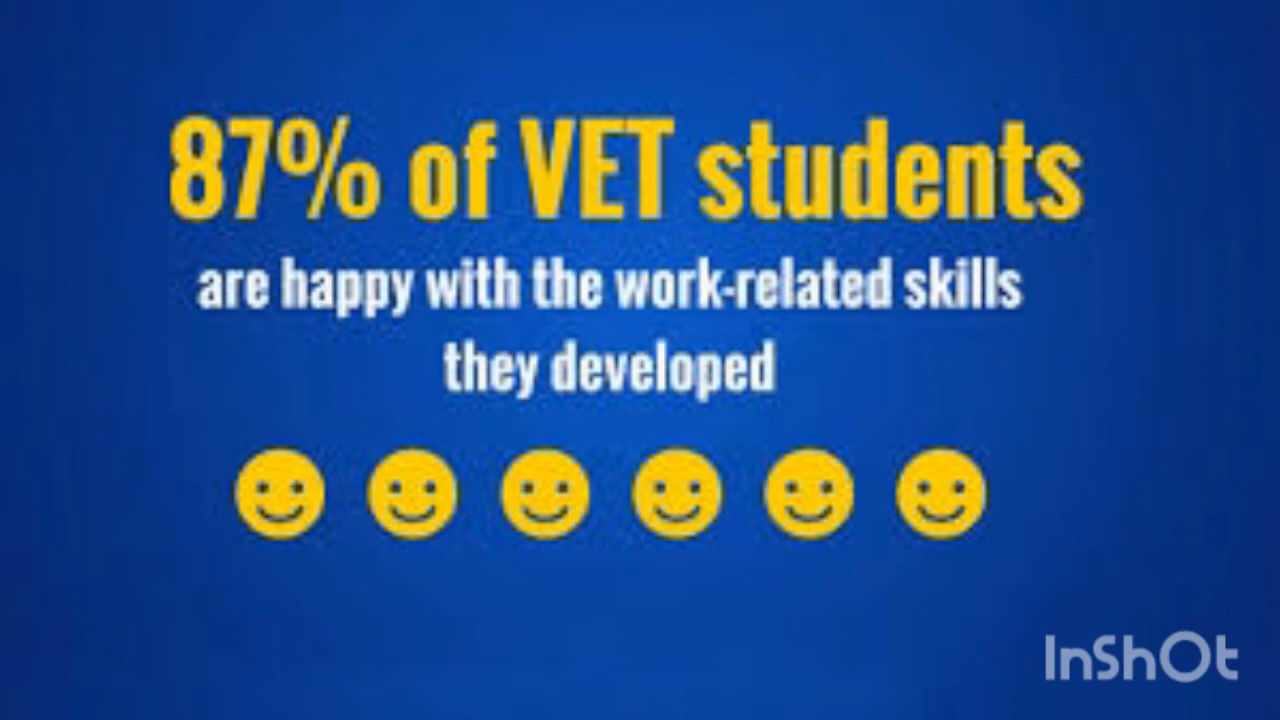 87% of VET students
are happy with the work-related skills
they developed
InShOt